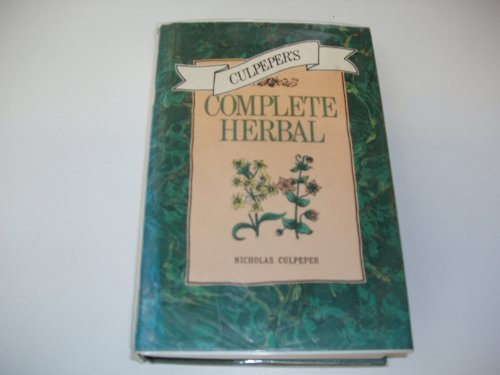 CULPEPER'S
COMPLETE
HERBAL
NICHOLAS CULPEPER